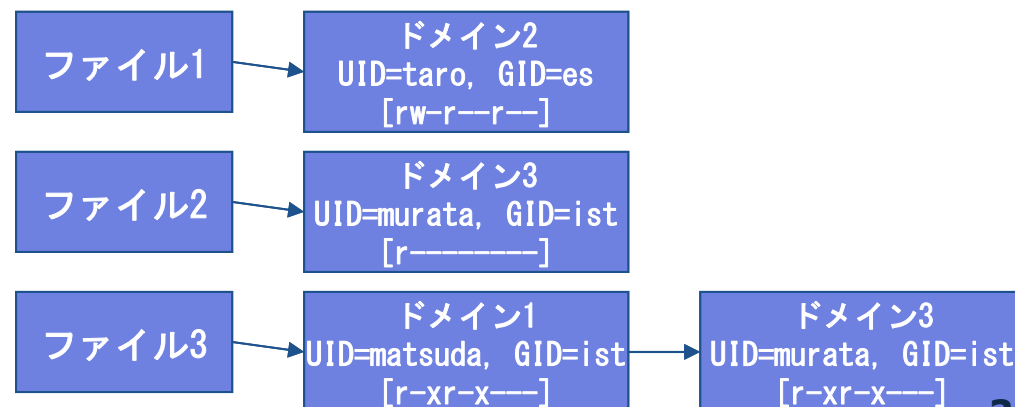 ファイル1
ドメイン2
UID=taro, GID=es
[rw-r--r--]
ファイル2
ドメイン3
UID=murata, GID=ist
[r--------]
ファイル3
ドメイン1
UID=matsuda, GID=ist
[r-xr-x---]
ドメイン3
UID=murata, GID=ist
[r-xr-x---]